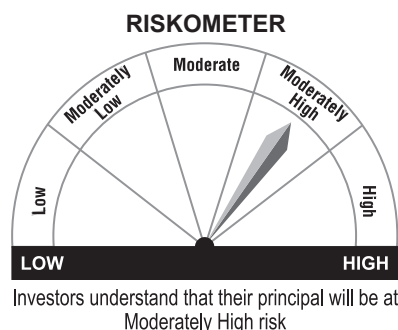 RISKOMETER
Low
Moderately
Low
Moderate
Moderately
High
High
LOW
HIGH
Investors understand that their principal will be at
Moderately High risk